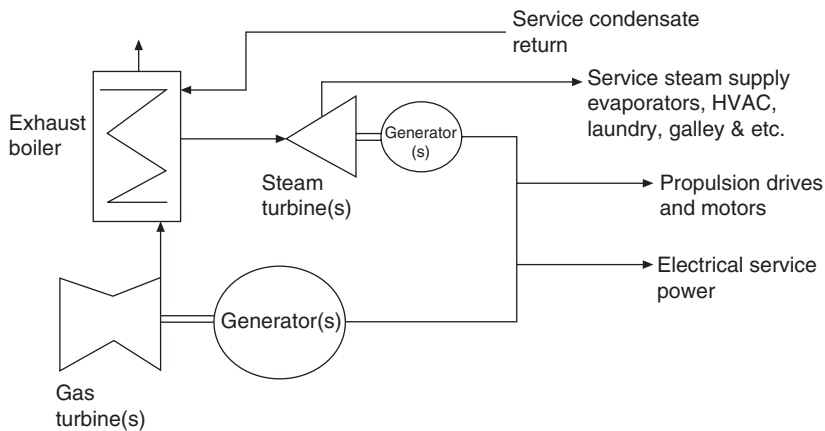 Service condensate
return
Service steam supply
evaporators, HVAC,
laundry, galley & etc.
Exhaust
boiler
Generator
(s)
Steam
turbine(s)
Propulsion drives
and motors
Electrical service
power
Generator(s)
Gas
turbine(s)